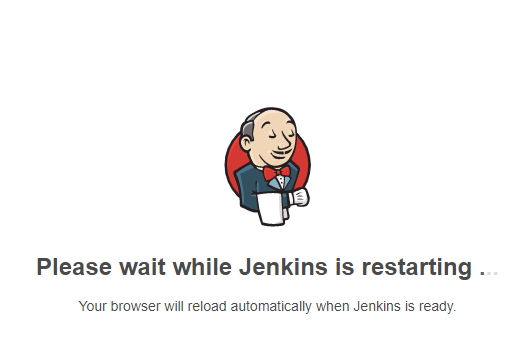 Please wait while Jenkins is restarting ...
Your browser will reload automatically when Jenkins is ready.